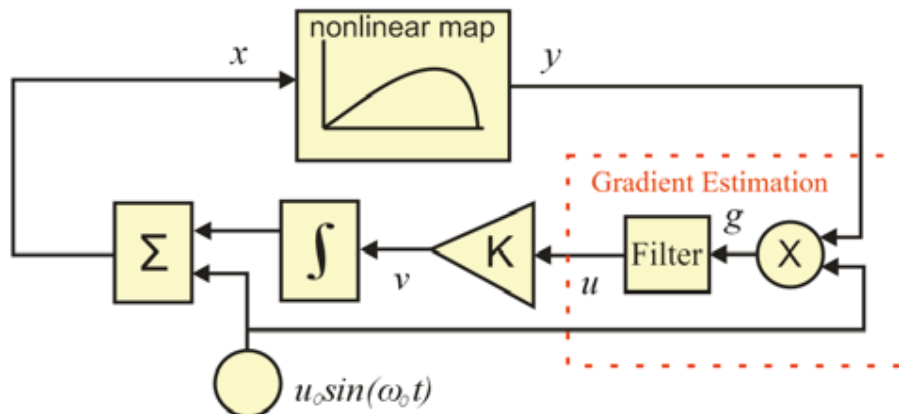 nonlinear map
x
y
Gradient Estimation
g
Σ
∫
K
Filter
X
v
u
u₀sin(ω₀t)